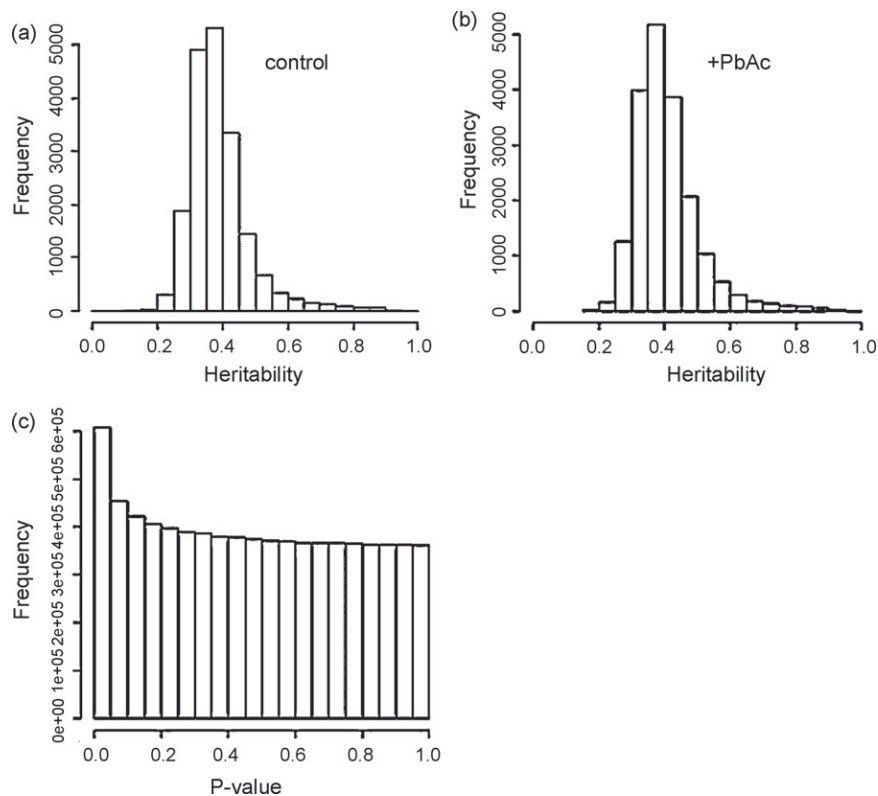 (a)
control
Frequency
0 1000 2000 3000 4000 5000
0.0 0.2 0.4 0.6 0.8 1.0
Heritability
(b)
+PbAc
Frequency
0 1000 2000 3000 4000 5000
0.0 0.2 0.4 0.6 0.8 1.0
Heritability
(c)
Frequency
0e+00 1e+05 2e+05 3e+05 4e+05 5e+05 6e+05
0.0 0.2 0.4 0.6 0.8 1.0
P-value